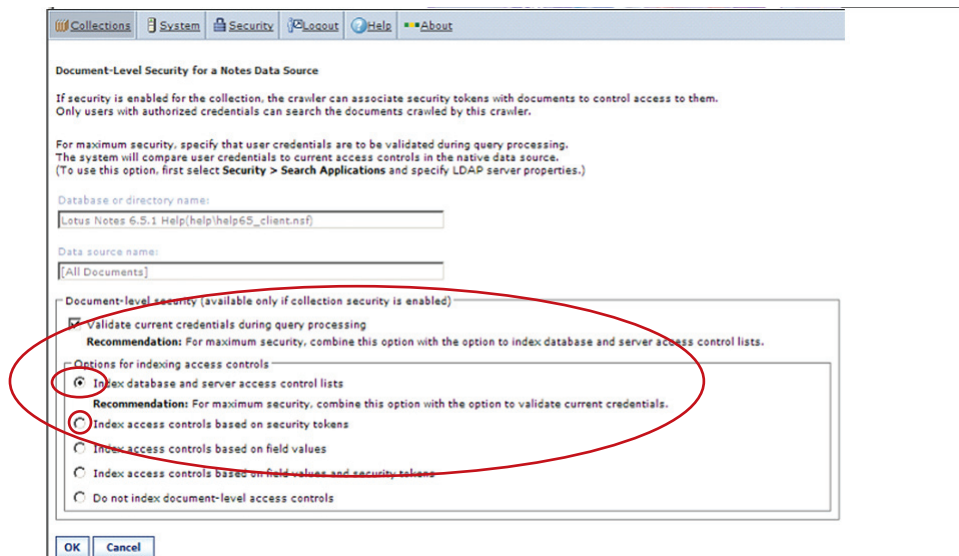 Collections System Security Logout Help About
Document-Level Security for a Notes Data Source
If security is enabled for the collection, the crawler can associate security tokens with documents to control access to them.
Only users with authorized credentials can search the documents crawled by this crawler.
For maximum security, specify that user credentials are to be validated during query processing.
The system will compare user credentials to current access controls in the native data source.
(To use this option, first select Security > Search Applications and specify LDAP server properties.)
Database or directory name:
Lotus Notes 6.5.1 Help(help\help65_client.nsf)
Data source name:
[All Documents]
Document-level security (available only if collection security is enabled)
Validate current credentials during query processing
Recommendation: For maximum security, combine this option with the option to index database and server access control lists.
Options for indexing access controls
Index database and server access control lists
Recommendation: For maximum security, combine this option with the option to validate current credentials.
Index access controls based on security tokens
Index access controls based on field values
Index access controls based on field values and security tokens
Do not index document-level access controls
OK Cancel